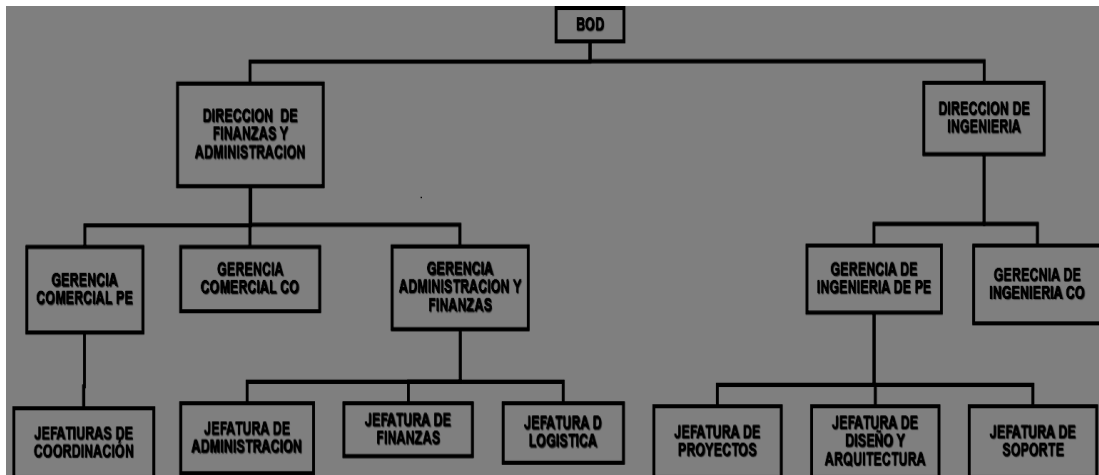 BOD
DIRECCION DE
FINANZAS Y
ADMINISTRACION
DIRECCION DE
INGENIERIA
GERENCIA
COMERCIAL PE
GERENCIA
COMERCIAL CO
GERENCIA
ADMINISTRACION Y
FINANZAS
GERENCIA DE
INGENIERIA DE PE
GERECNIA DE
INGENIERIA CO
JEFATIURAS DE
COORDINACIÓN
JEFATURA DE
ADMINISTRACION
JEFATURA DE
FINANZAS
JEFATURA D
LOGISTICA
JEFATURA DE
PROYECTOS
JEFATURA DE
DISEÑO Y
ARQUITECTURA
JEFATURA DE
SOPORTE